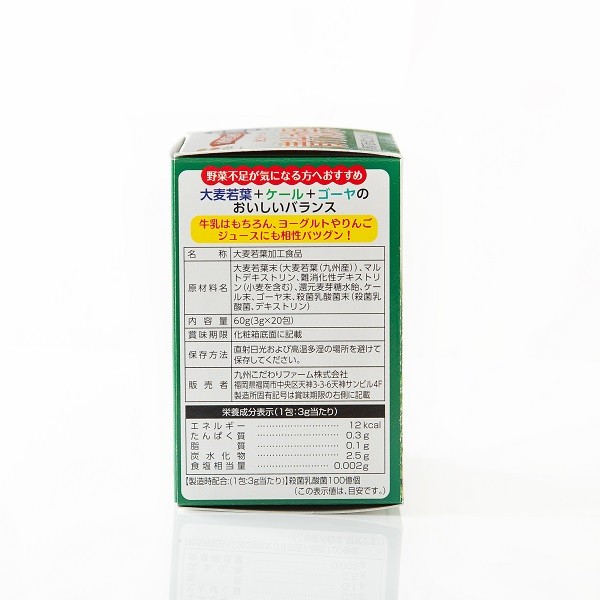 野菜不足が気になる方へおすすめ
大麦若葉+ケール+ゴーヤの
おいしいバランス
牛乳はもちろん、ヨーグルトやりんご
ジュースにも相性バツグン!
名称 大麦若葉加工食品
原材料名 大麦若葉末(大麦若葉(九州産))、マル
トデキストリン、難消化性デキストリ
ン(小麦を含む)、還元麦芽糖水飴、ケー
ル末、ゴーヤ末、殺菌乳酸菌末(殺菌乳
酸菌、デキストリン)
内容量 60g(3g×20包)
賞味期限 化粧箱底面に記載
保存方法 直射日光および高温多湿の場所を避けて
保存してください。
販売者 九州こだわりファーム株式会社
福岡県福岡市中央区天神3-3-6天神サンビル4F
製造所固有記号は賞味期限の右側に記載
栄養成分表示(1包:3g当たり)
エネルギー 12kcal
たんぱく質 0.3g
脂質 0.1g
炭水化物 2.5g
食塩相当量 0.002g
【製造時配合:(1包:3g当たり)】殺菌乳酸菌100億個
(この表示値は、目安です。)